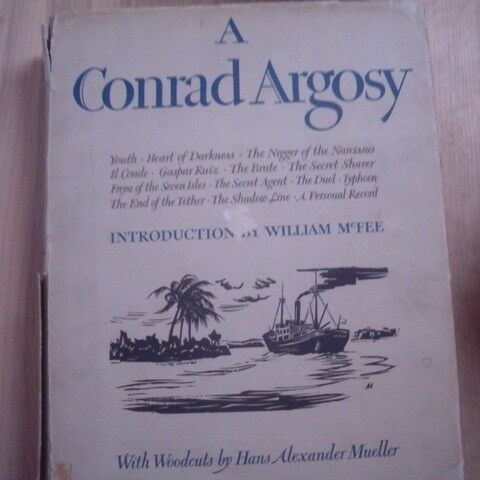 A
Conrad Argosy
Youth · Heart of Darkness · The Nigger of the Narcissus
Il Conde · Gaspar Ruiz · The Brute · The Secret Sharer
Freya of the Seven Isles · The Secret Agent · The Duel · Typhoon
The End of the Tether · The Shadow Line · A Personal Record
INTRODUCTION BY WILLIAM McFEE
With Woodcuts by Hans Alexander Mueller